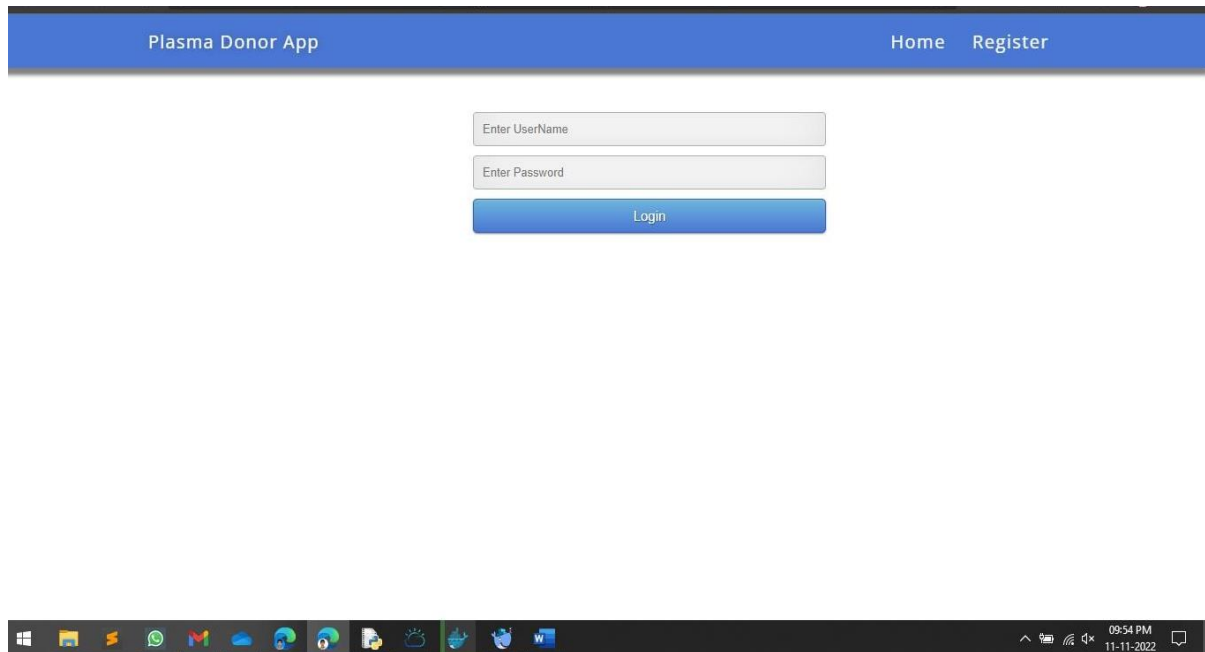 Plasma Donor App Home Register
Enter UserName
Enter Password
Login
09:54 PM
11-11-2022